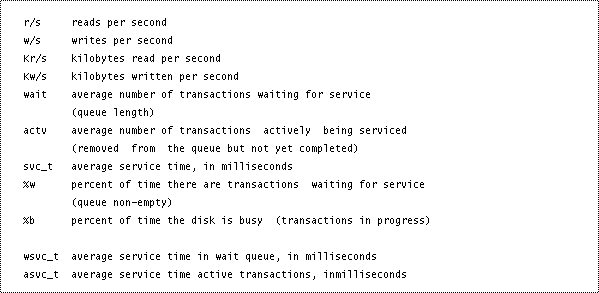 r/s reads per second
w/s writes per second
Kr/s kilobytes read per second
Kw/s kilobytes written per second
wait average number of transactions waiting for service
(queue length)
actv average number of transactions actively being serviced
(removed from the queue but not yet completed)
svc_t average service time, in milliseconds
%w percent of time there are transactions waiting for service
(queue non-empty)
%b percent of time the disk is busy (transactions in progress)
wsvc_t average service time in wait queue, in milliseconds
asvc_t average service time active transactions, inmilliseconds